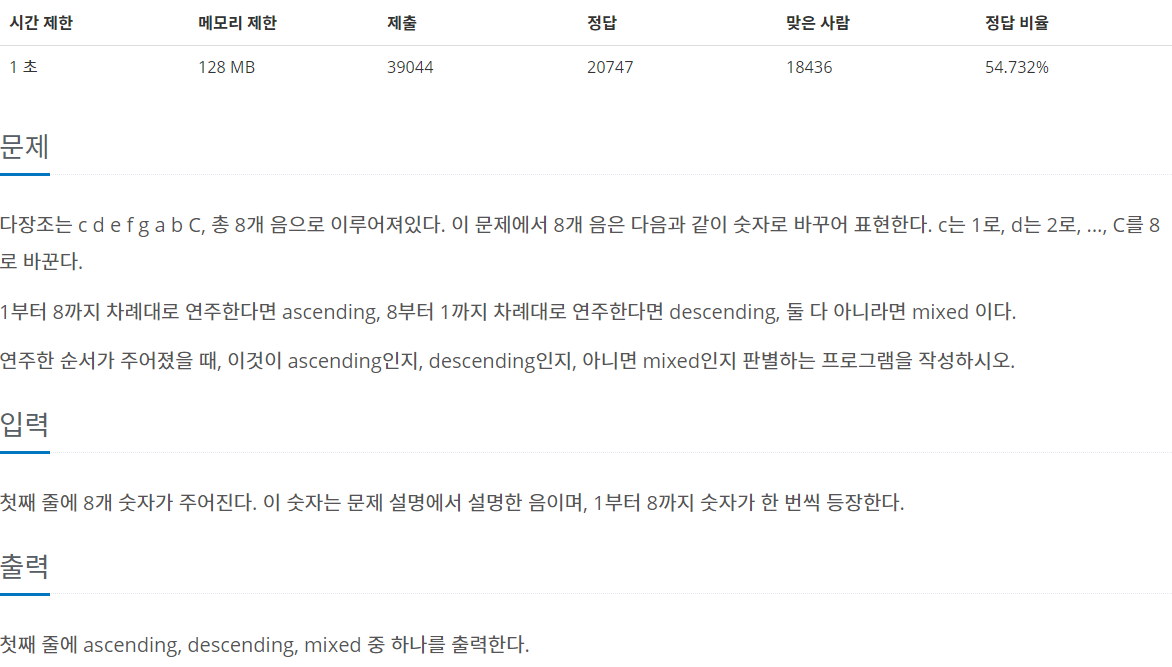 시간 제한 메모리 제한 제출 정답 맞은 사람 정답 비율
1 초 128 MB 39044 20747 18436 54.732%
문제
다장조는 c d e f g a b C, 총 8개 음으로 이루어져있다. 이 문제에서 8개 음은 다음과 같이 숫자로 바꾸어 표현한다. c는 1로, d는 2로, ..., C를 8
로 바꾼다.
1부터 8까지 차례대로 연주한다면 ascending, 8부터 1까지 차례대로 연주한다면 descending, 둘 다 아니라면 mixed 이다.
연주한 순서가 주어졌을 때, 이것이 ascending인지, descending인지, 아니면 mixed인지 판별하는 프로그램을 작성하시오.
입력
첫째 줄에 8개 숫자가 주어진다. 이 숫자는 문제 설명에서 설명한 음이며, 1부터 8까지 숫자가 한 번씩 등장한다.
출력
첫째 줄에 ascending, descending, mixed 중 하나를 출력한다.